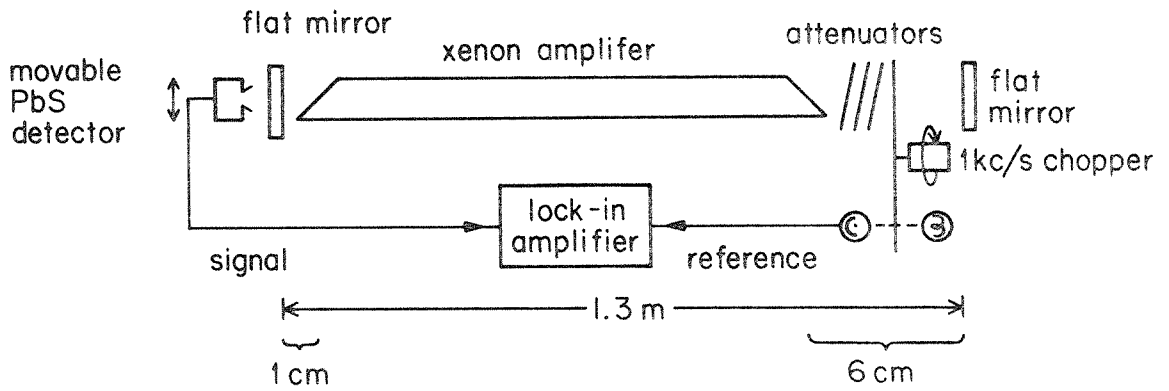 flat mirror
xenon amplifer
attenuators
movable
PbS
detector
flat
mirror
1kc/s chopper
lock-in
amplifier
signal
reference
1.3 m
1 cm
6 cm